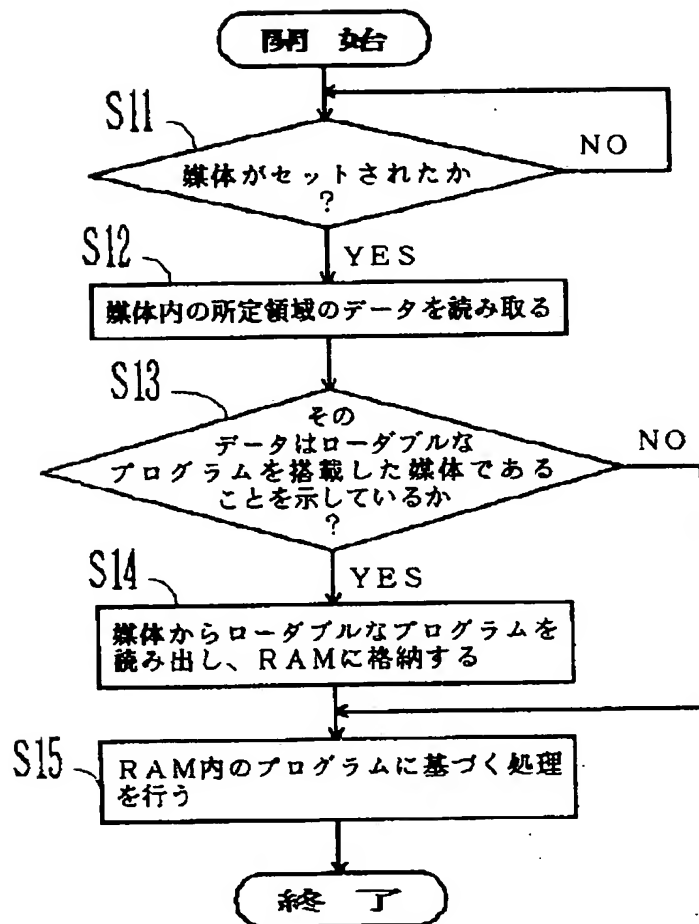 開始
S11
媒体がセットされたか
?
NO
YES
S12
媒体内の所定領域のデータを読み取る
S13
その
データはローダブルな
プログラムを搭載した媒体である
ことを示しているか
?
NO
YES
S14
媒体からローダブルなプログラムを
読み出し、RAMに格納する
S15
RAM内のプログラムに基づく処理
を行う
終了